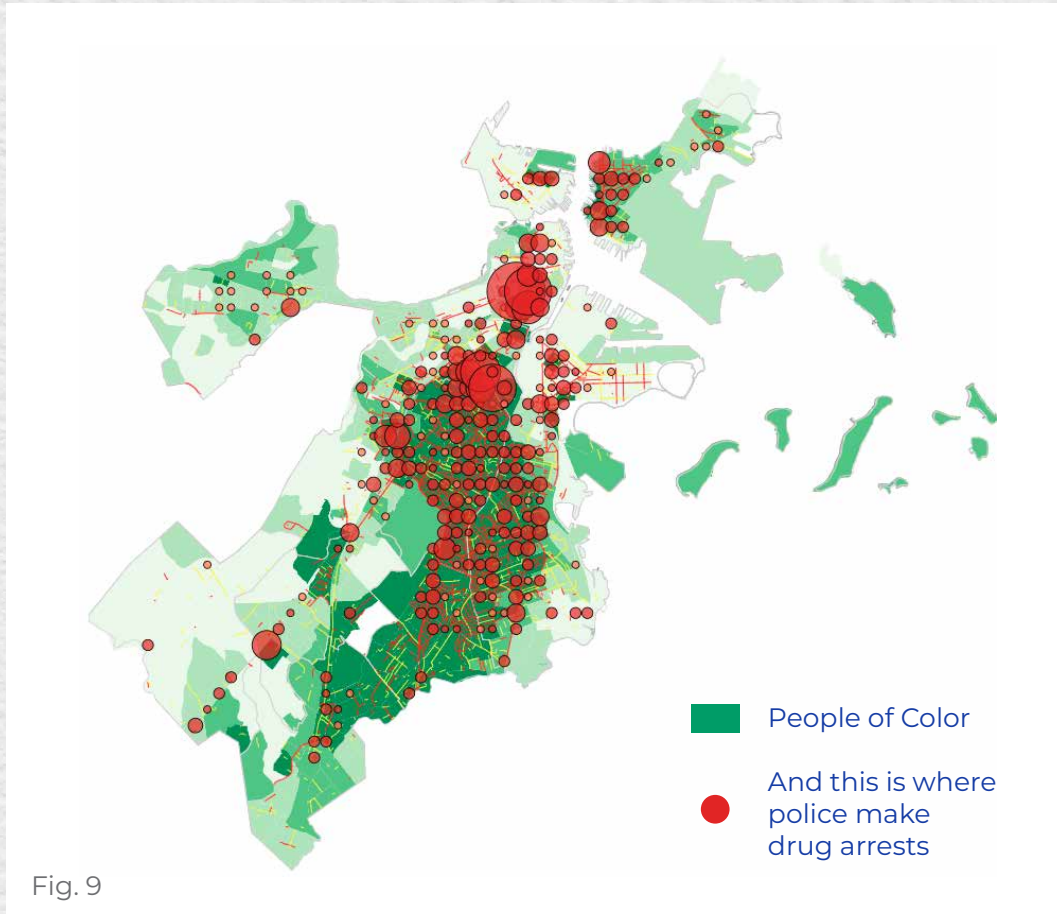 People of Color
And this is where
police make
drug arrests
Fig. 9